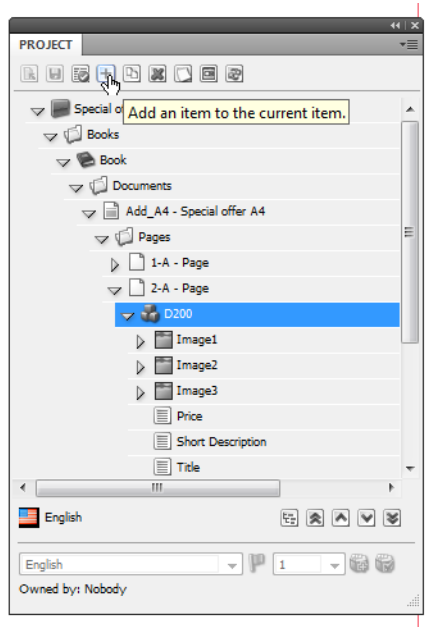 PROJECT
Special o
Add an item to the current item.
Books
Book
Documents
Add_A4 - Special offer A4
Pages
1-A - Page
2-A - Page
D200
Image1
Image2
Image3
Price
Short Description
Title
English
English 1
Owned by: Nobody